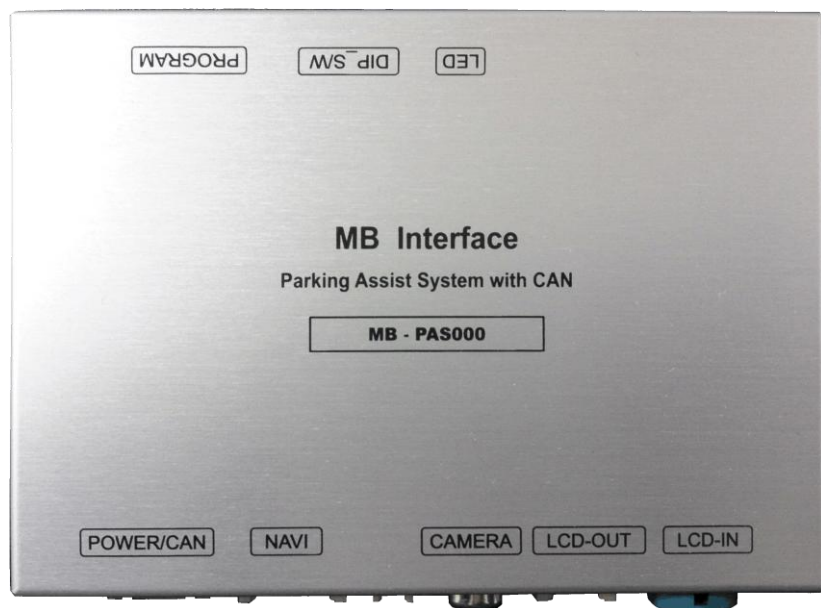 PROGRAM DIP_S/W LED
MB Interface
Parking Assist System with CAN
MB - PAS000
POWER/CAN NAVI CAMERA LCD-OUT LCD-IN